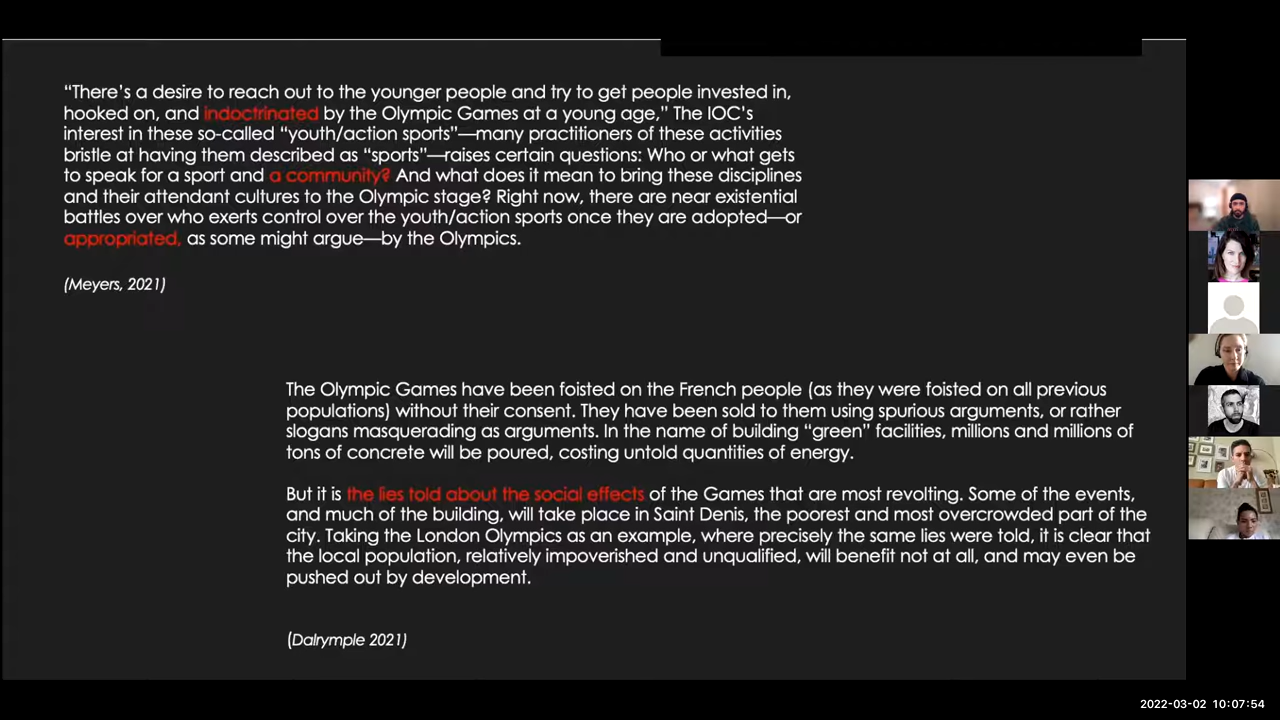 “There’s a desire to reach out to the younger people and try to get people invested in,
hooked on, and indoctrinated by the Olympic Games at a young age,” The IOC’s
interest in these so-called “youth/action sports”—many practitioners of these activities
bristle at having them described as “sports”—raises certain questions: Who or what gets
to speak for a sport and a community? And what does it mean to bring these disciplines
and their attendant cultures to the Olympic stage? Right now, there are near existential
battles over who exerts control over the youth/action sports once they are adopted—or
appropriated, as some might argue—by the Olympics.
(Meyers, 2021)
The Olympic Games have been foisted on the French people (as they were foisted on all previous
populations) without their consent. They have been sold to them using spurious arguments, or rather
slogans masquerading as arguments. In the name of building “green” facilities, millions and millions of
tons of concrete will be poured, costing untold quantities of energy.
But it is the lies told about the social effects of the Games that are most revolting. Some of the events,
and much of the building, will take place in Saint Denis, the poorest and most overcrowded part of the
city. Taking the London Olympics as an example, where precisely the same lies were told, it is clear that
the local population, relatively impoverished and unqualified, will benefit not at all, and may even be
pushed out by development.
(Dalrymple 2021)
2022-03-02 10:07:54